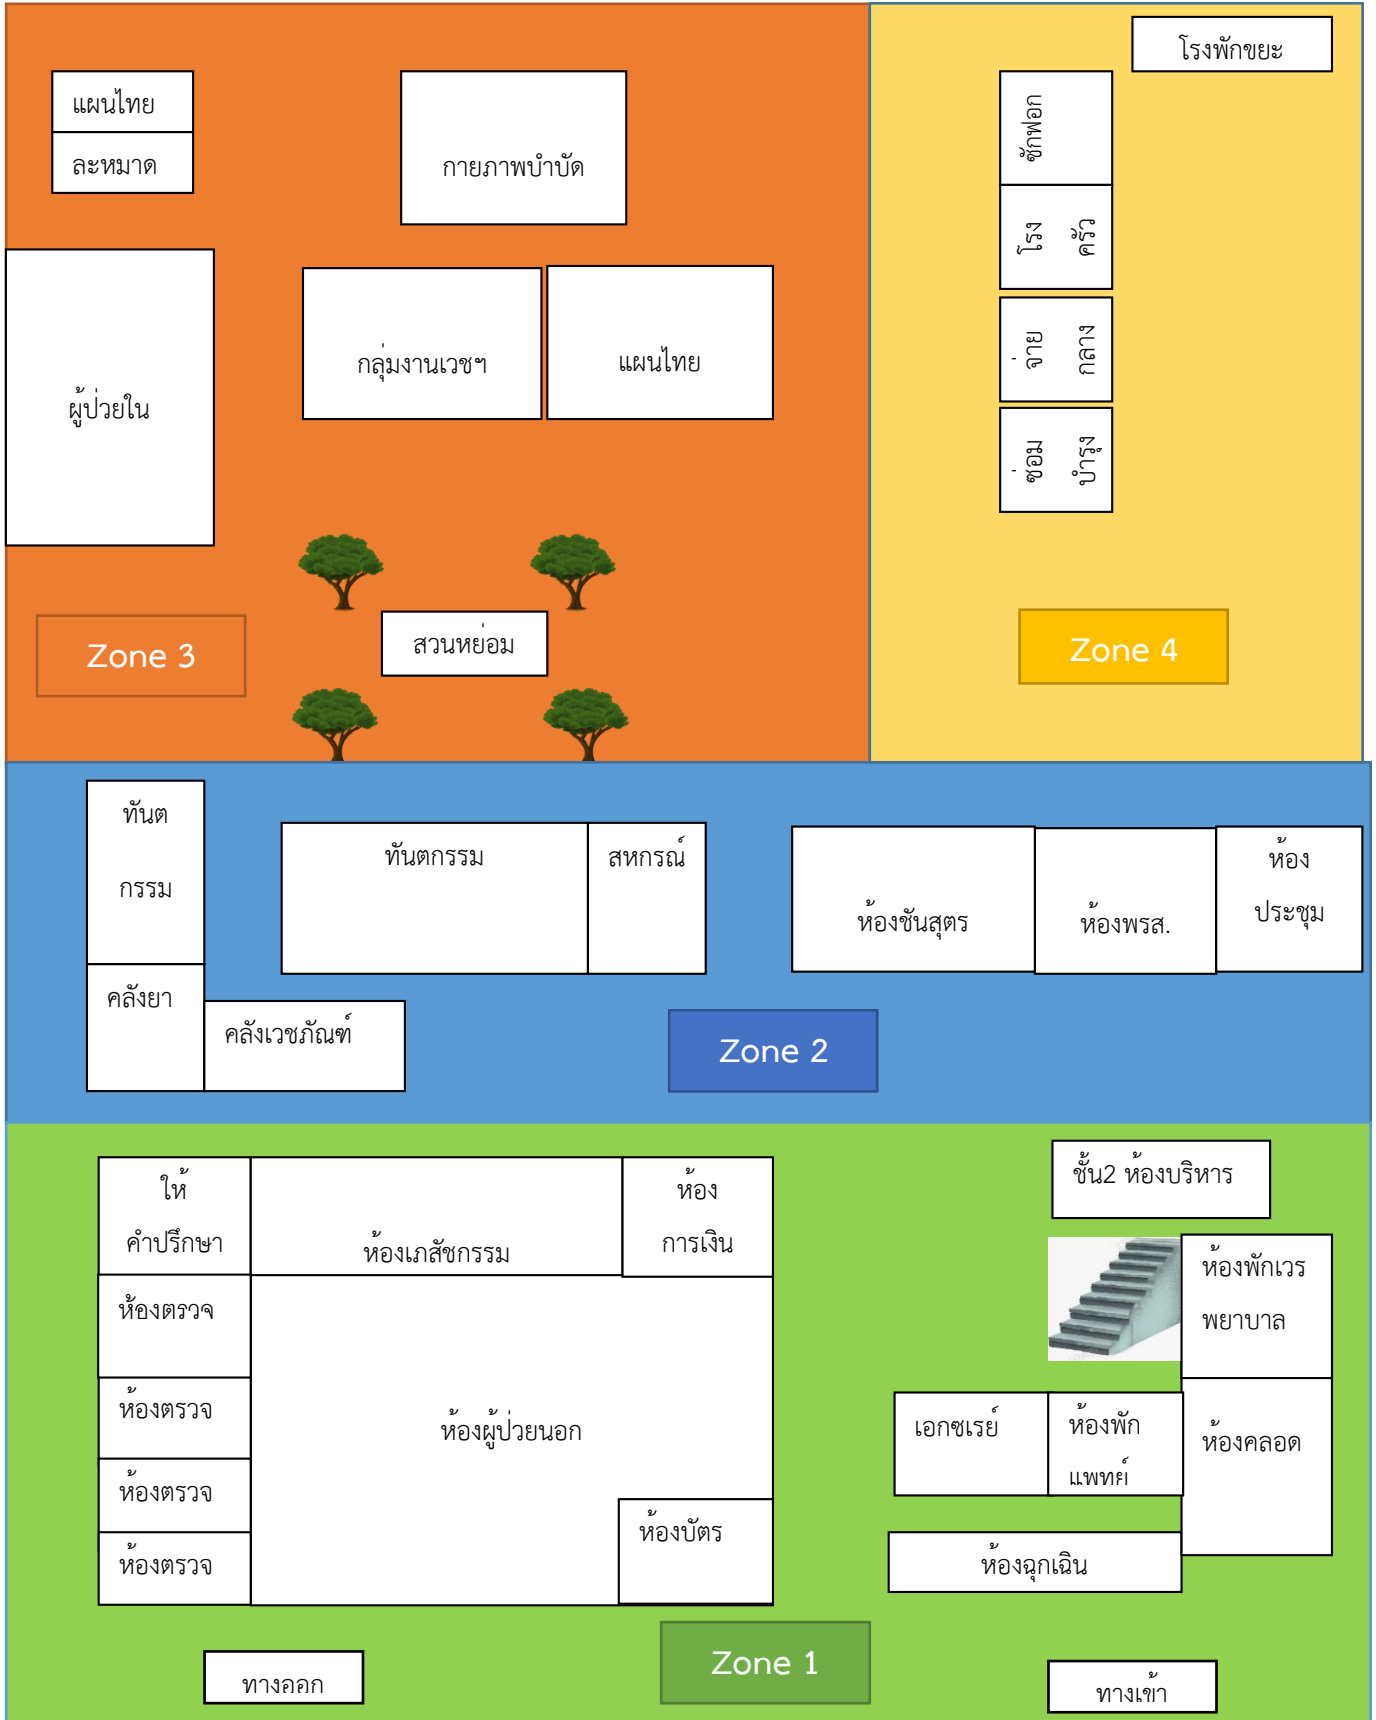 โรงพักขยะ
แผนไทย
ละหมาด
กายภาพบำบัด
ซักฟอก
โรง
ครัว
ผู้ป่วยใน
กลุ่มงานเวชฯ
แผนไทย
จ่าย
กลาง
ซ่อม
บำรุง
Zone 3
สวนหย่อม
Zone 4
ทันต
กรรม
ทันตกรรม
สหกรณ์
ห้องชันสุตร
ห้องพรส.
ห้อง
ประชุม
คลังยา
คลังเวชภัณฑ์
Zone 2
ให้
คำปรึกษา
ห้องเภสัชกรรม
ห้อง
การเงิน
ชั้น2 ห้องบริหาร
ห้องตรวจ
ห้องพักเวร
พยาบาล
ห้องตรวจ
ห้องผู้ป่วยนอก
เอกซเรย์
ห้องพัก
แพทย์
ห้องคลอด
ห้องตรวจ
ห้องบัตร
ห้องตรวจ
ห้องฉุกเฉิน
ทางออก
Zone 1
ทางเข้า